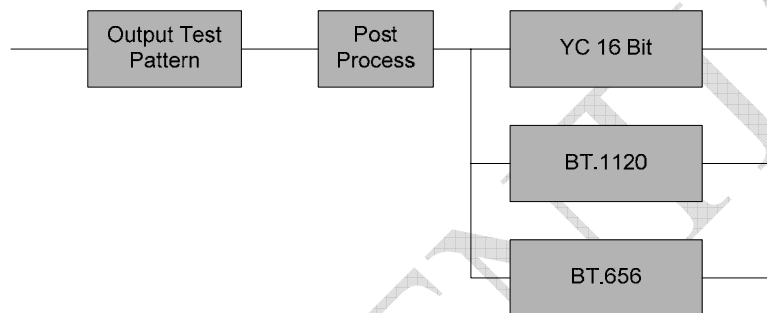 Output Test
Pattern
Post
Process
YC 16 Bit
BT.1120
BT.656